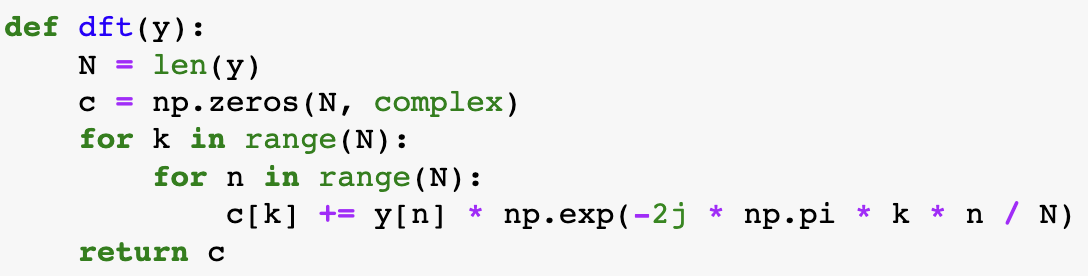 def dft(y):
    N = len(y)
    c = np.zeros(N, complex)
    for k in range(N):
        for n in range(N):
            c[k] += y[n] * np.exp(-2j * np.pi * k * n / N)
    return c